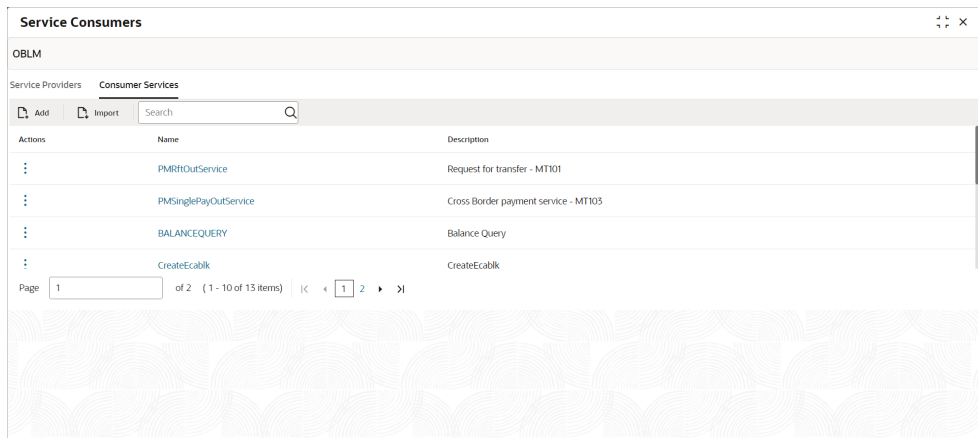 Service Consumers
OBLM
Service Providers Consumer Services
Add Import Search
Actions Name Description
PMRftOutService Request for transfer - MT101
PMSinglePayOutService Cross Border payment service - MT103
BALANCEQUERY Balance Query
CreateEcablk CreateEcablk
Page 1 of 2 (1 - 10 of 13 items) 1 2